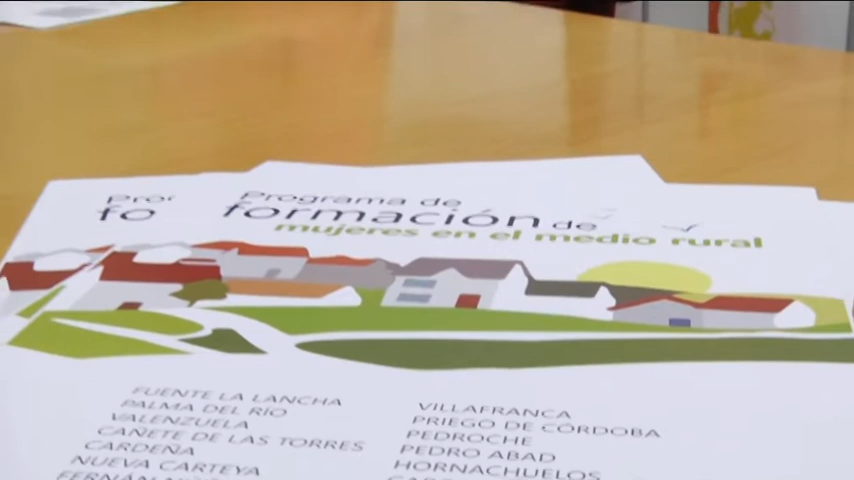 Programa de
formación de
mujeres en el medio rural
FUENTE LA LANCHA
PALMA DEL RÍO
VALENZUELA
CAÑETE DE LAS TORRES
CARDEÑA
NUEVA CARTEYA
VILLAFRANCA
PRIEGO DE CÓRDOBA
PEDROCHE
PEDRO ABAD
HORNACHUELOS